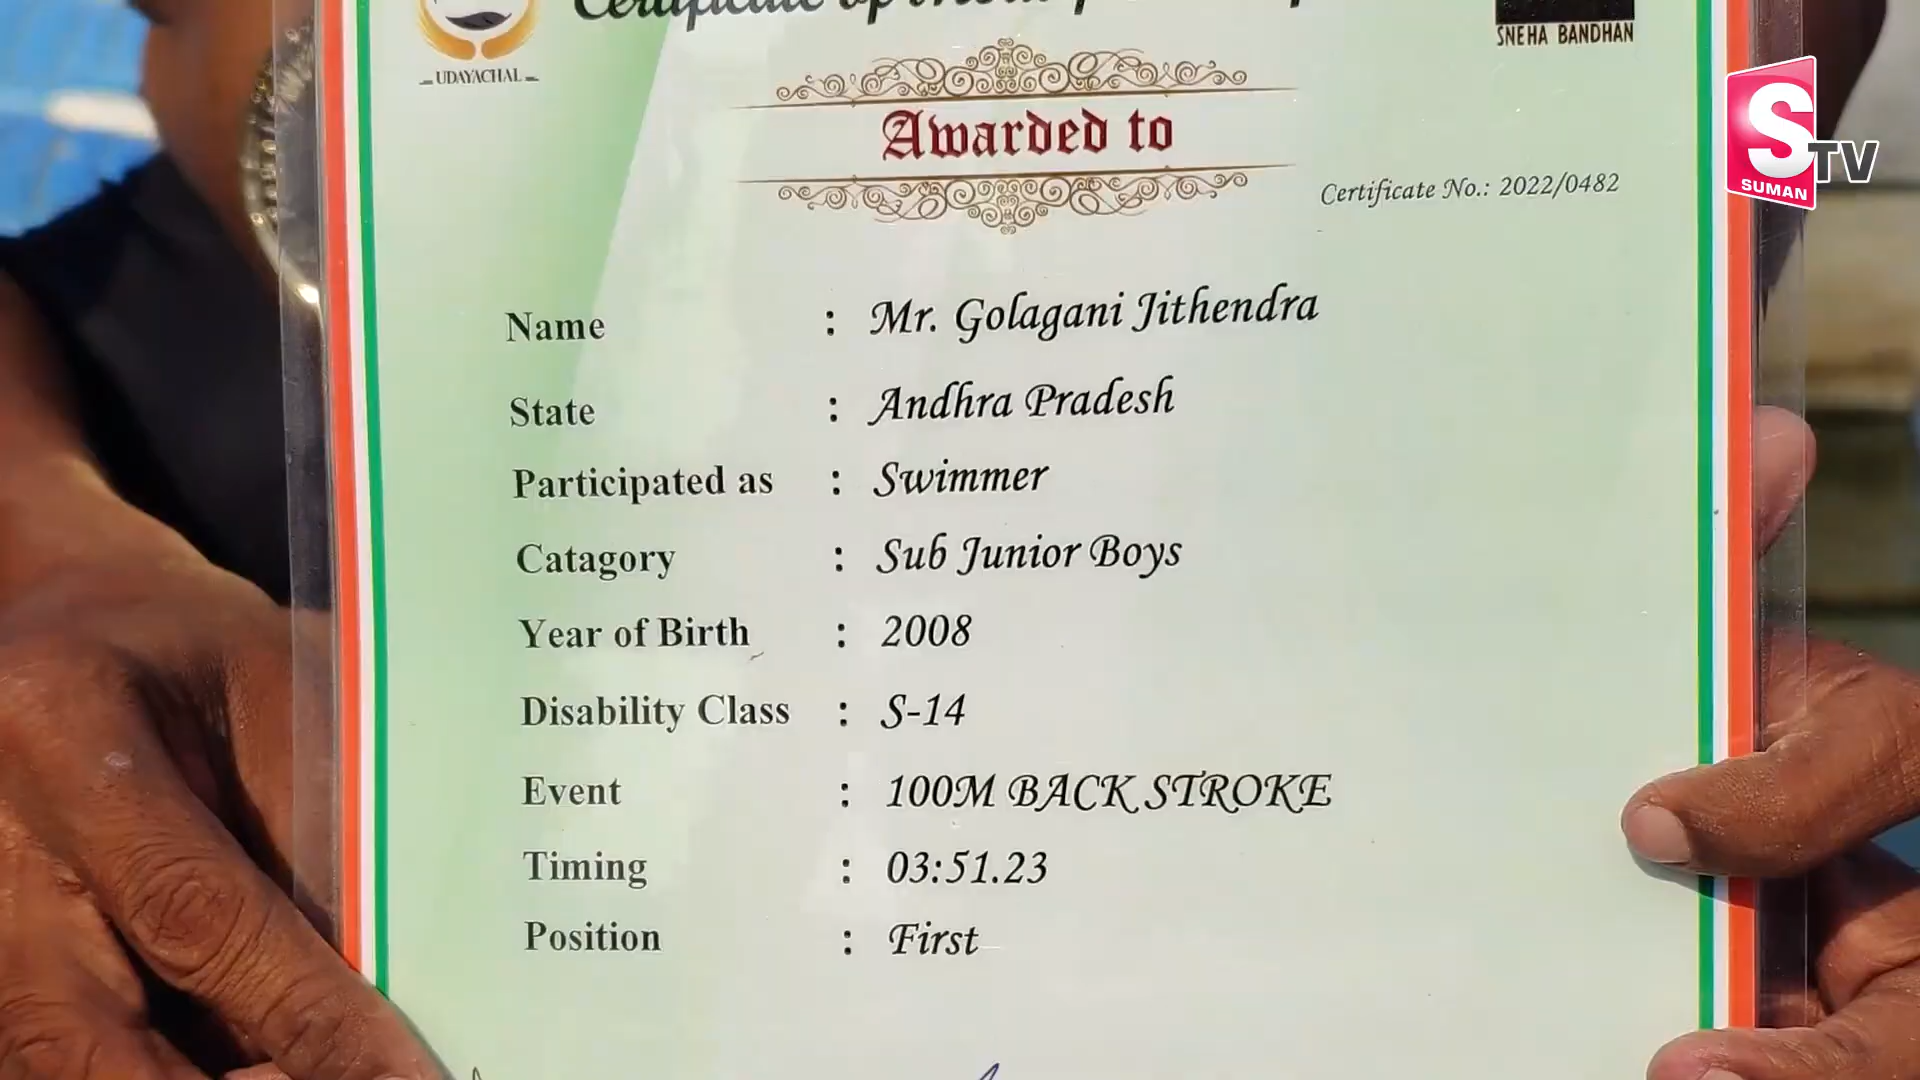 UDAYACHAL
SNEHA BANDHAN
Awarded to
Certificate No.: 2022/0482
S TV
SUMAN
Name : Mr. Golagani Jithendra
State : Andhra Pradesh
Participated as : Swimmer
Catagory : Sub Junior Boys
Year of Birth : 2008
Disability Class : S-14
Event : 100M BACK STROKE
Timing : 03:51.23
Position : First